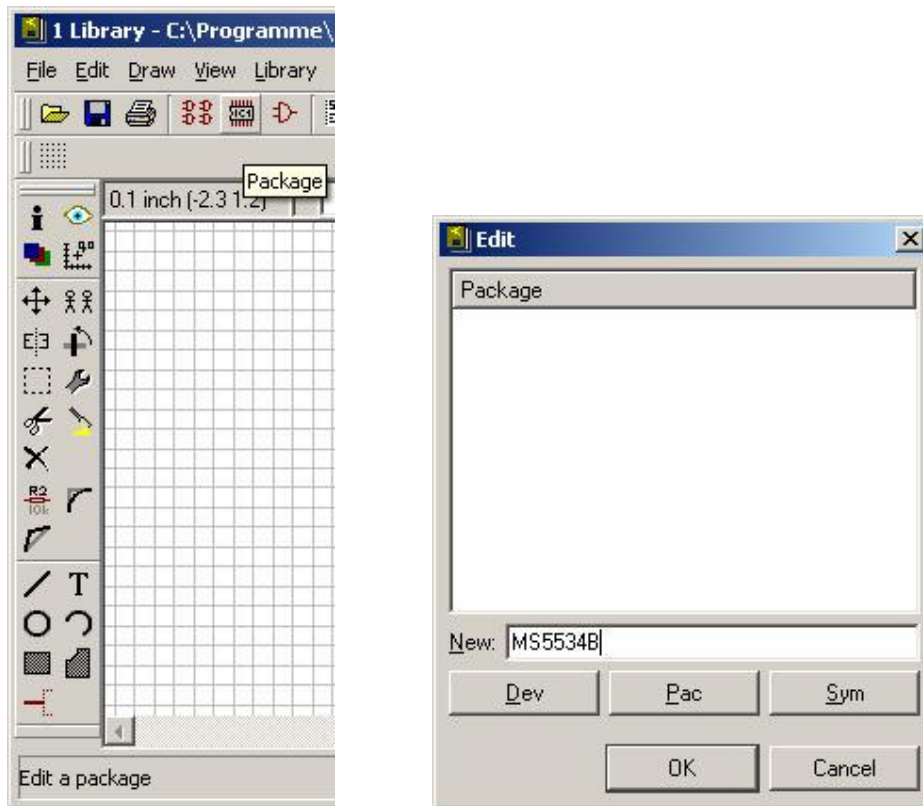 1 Library - C:\Programme\
File Edit Draw View Library
IC1
Package
0.1 inch (-2.3 1.2)
R2
10k
T
Edit a package
Edit
Package
New: MS5534B
Dev Pac Sym
OK Cancel